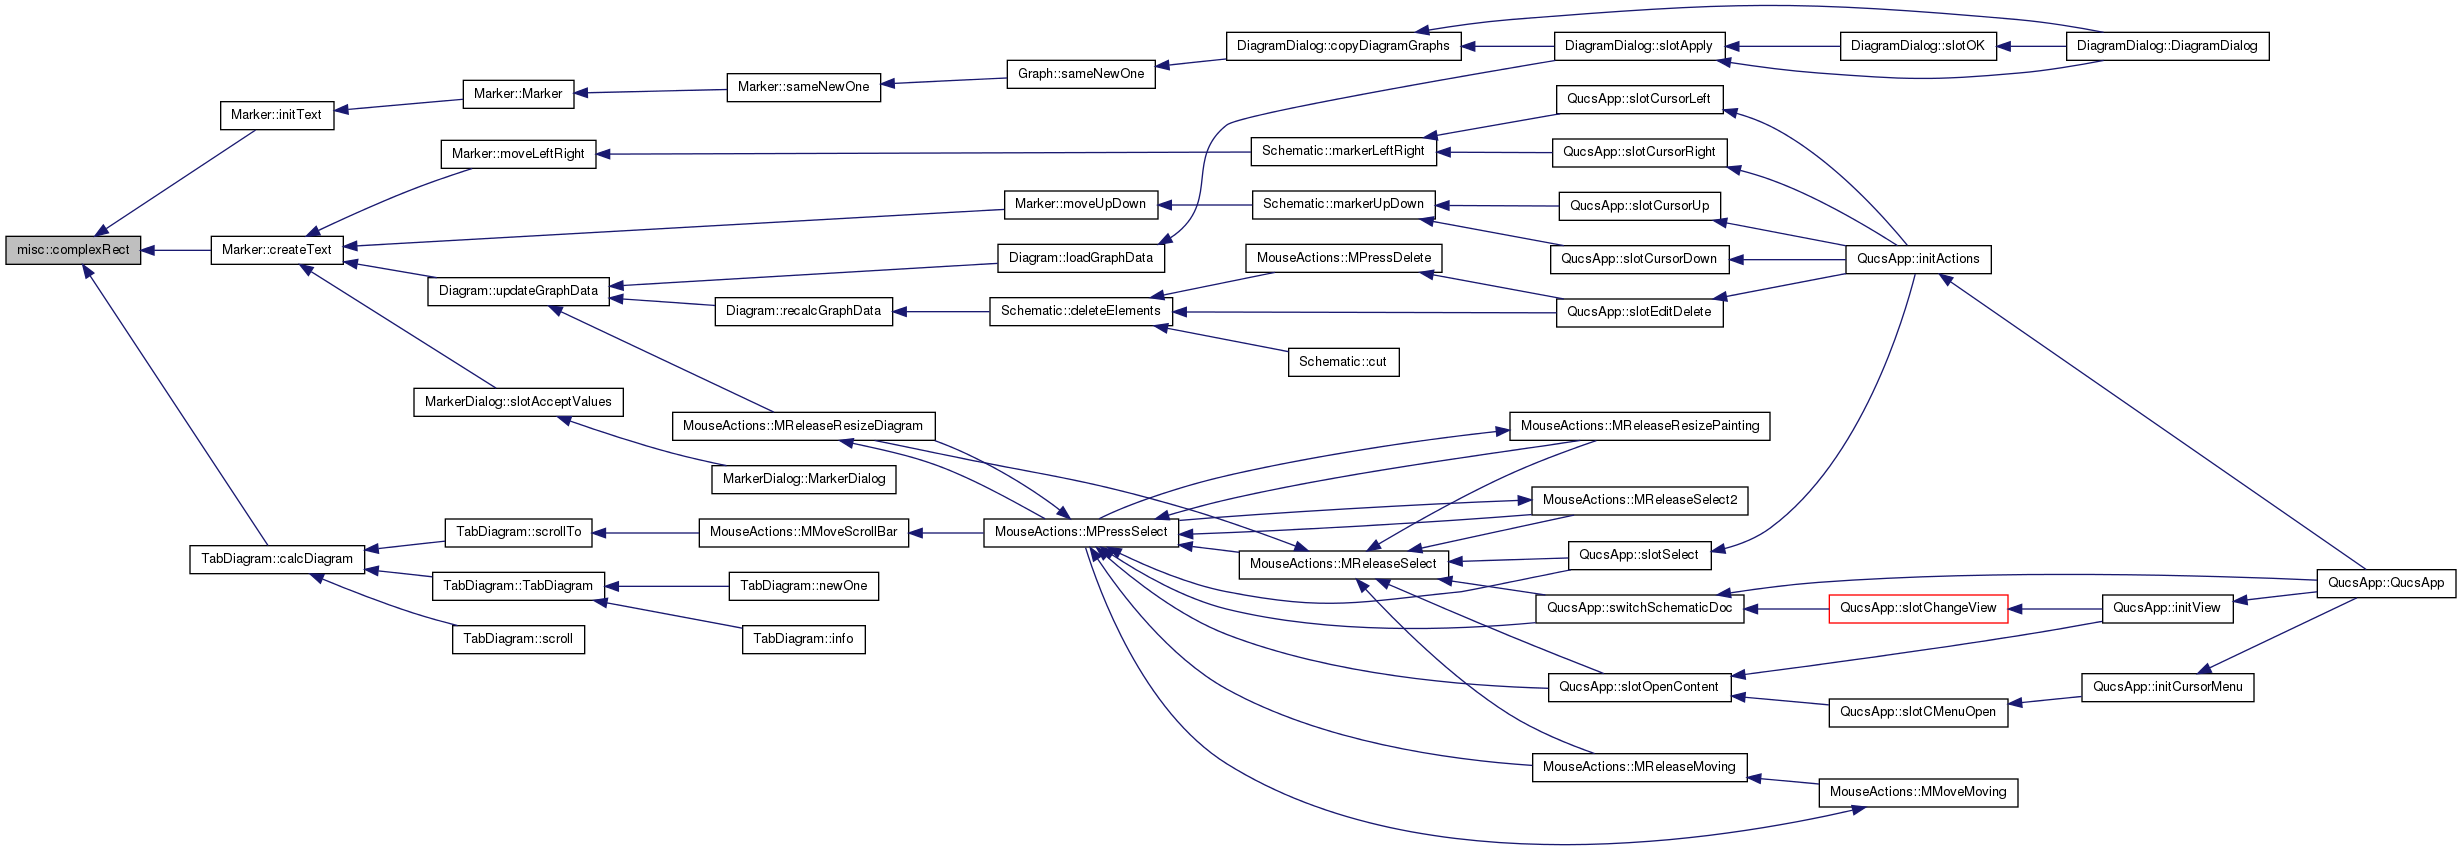 misc::complexRect
Marker::initText
Marker::Marker
Marker::sameNewOne
Graph::sameNewOne
DiagramDialog::copyDiagramGraphs
DiagramDialog::slotApply
DiagramDialog::slotOK
DiagramDialog::DiagramDialog
Marker::createText
Marker::moveLeftRight
Schematic::markerLeftRight
QucsApp::slotCursorLeft
QucsApp::slotCursorRight
Marker::moveUpDown
Schematic::markerUpDown
QucsApp::slotCursorUp
QucsApp::slotCursorDown
QucsApp::initActions
Diagram::updateGraphData
Diagram::loadGraphData
Diagram::recalcGraphData
Schematic::deleteElements
MouseActions::MPressDelete
QucsApp::slotEditDelete
Schematic::cut
MarkerDialog::slotAcceptValues
MarkerDialog::MarkerDialog
MouseActions::MReleaseResizeDiagram
MouseActions::MReleaseResizePainting
MouseActions::MReleaseSelect2
TabDiagram::calcDiagram
TabDiagram::scrollTo
MouseActions::MMoveScrollBar
MouseActions::MPressSelect
MouseActions::MReleaseSelect
QucsApp::slotSelect
TabDiagram::TabDiagram
TabDiagram::newOne
TabDiagram::info
TabDiagram::scroll
QucsApp::switchSchematicDoc
QucsApp::slotChangeView
QucsApp::initView
QucsApp::QucsApp
QucsApp::slotOpenContent
QucsApp::slotCMenuOpen
QucsApp::initCursorMenu
MouseActions::MReleaseMoving
MouseActions::MMoveMoving